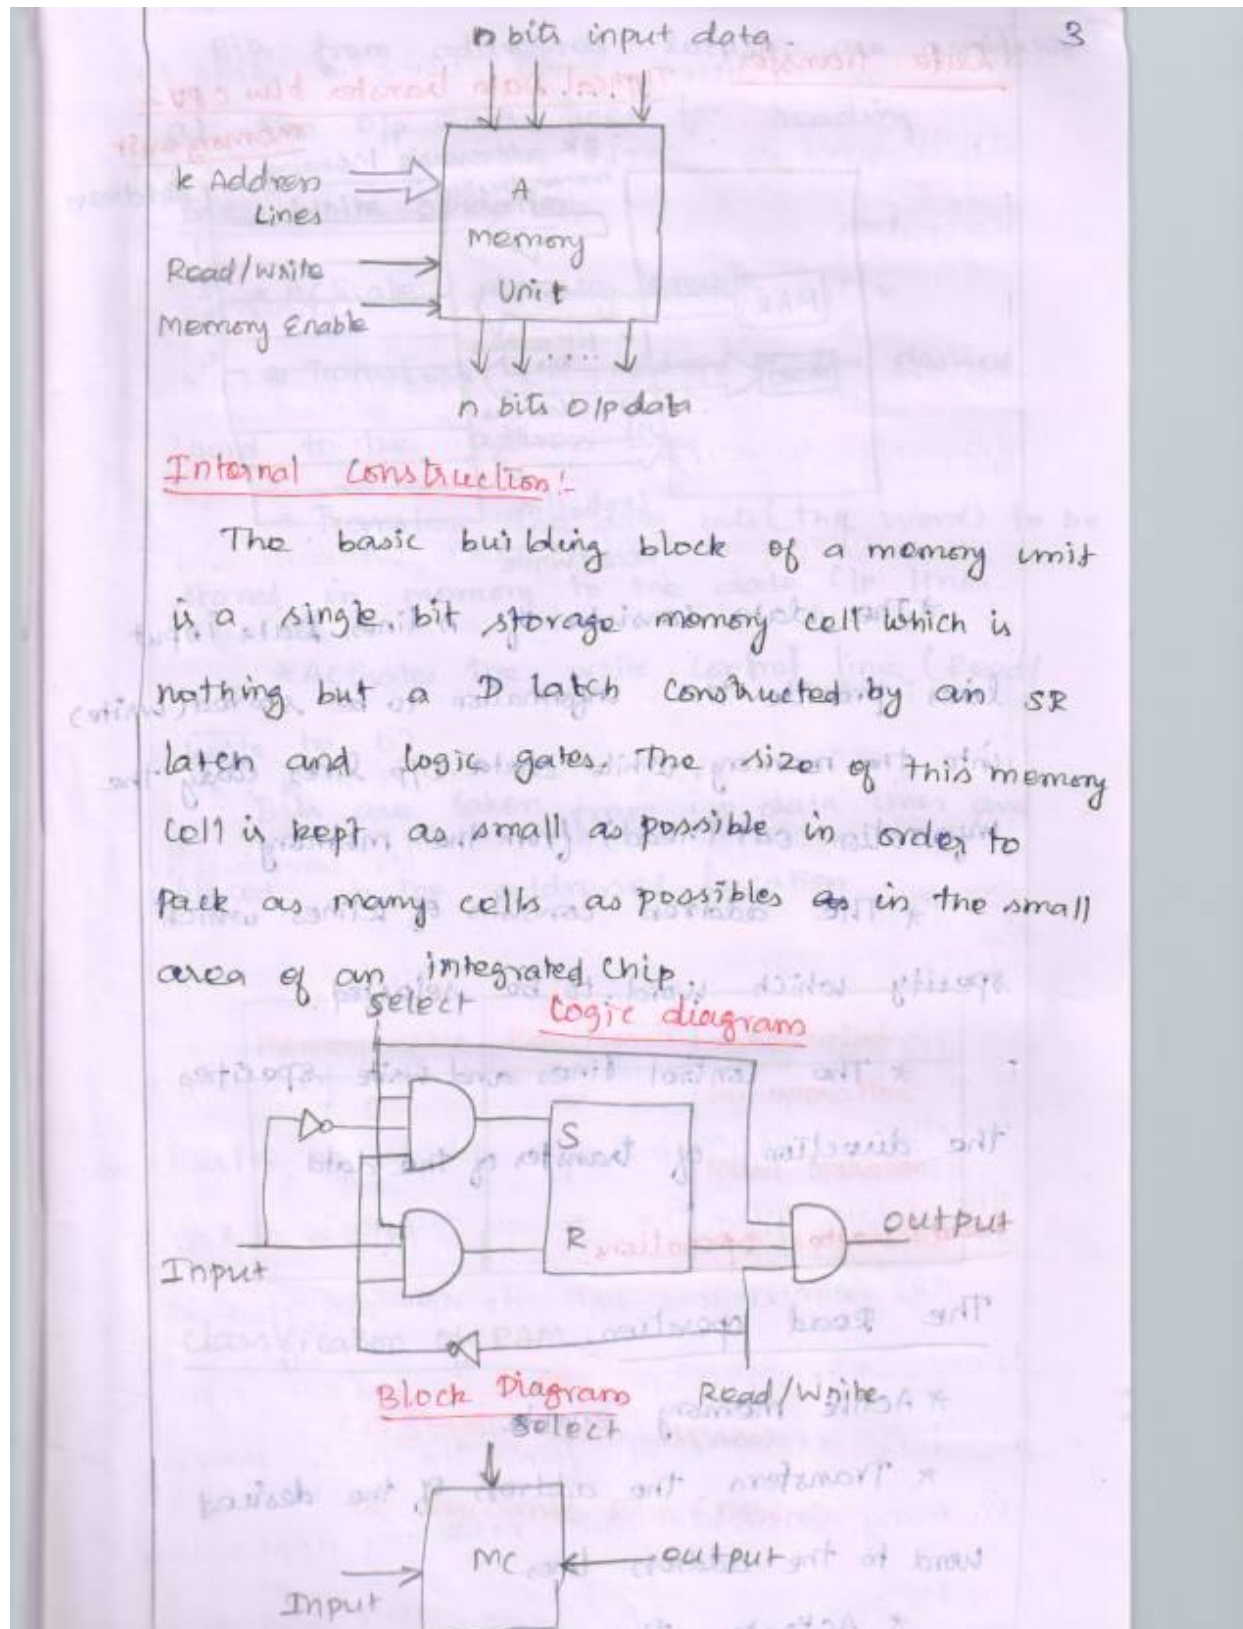 3
n bits input data.
k Address
Lines
A
Memory
Unit
Read/Write
Memory Enable
n bits O/P data
Internal Construction:-
The basic building block of a memory unit
is a single bit storage memory cell which is
nothing but a D latch constructed by an SR
latch and logic gates. The size of this memory
cell is kept as small as possible in order to
Pack as many cells as possibles as in the small
area of an integrated chip.
Select
Logic diagram
S
R
output
Input
Read/Write
Block Diagram
Select
MC
output
Input